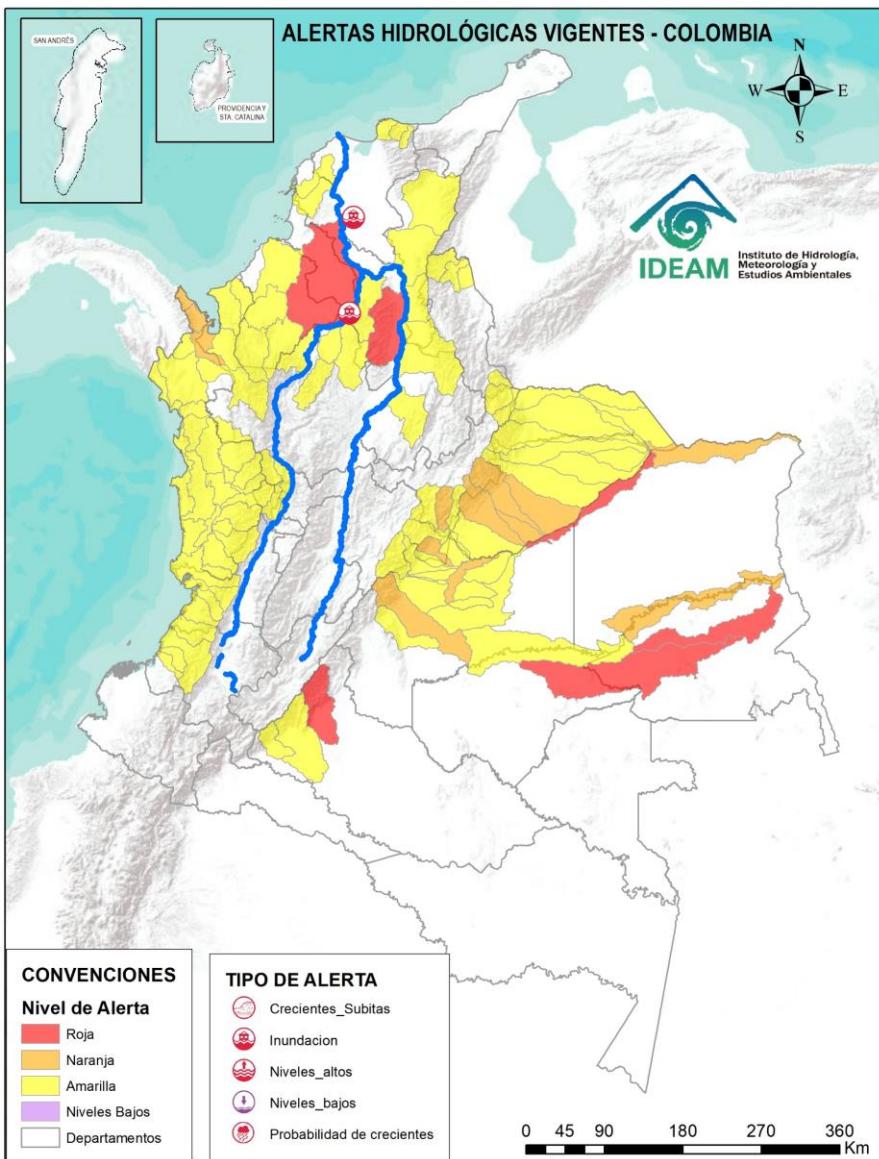 ALERTAS HIDROLÓGICAS VIGENTES - COLOMBIA
SAN ANDRÉS
PROVIDENCIA Y
STA. CATALINA
N
W
E
S
IDEAM
Instituto de Hidrología,
Meteorología y
Estudios Ambientales
CONVENCIONES
Nivel de Alerta
Roja
Naranja
Amarilla
Niveles Bajos
Departamentos
TIPO DE ALERTA
Crecientes_Subitas
Inundacion
Niveles_altos
Niveles_bajos
Probabilidad de crecientes
0 45 90 180 270 360
Km